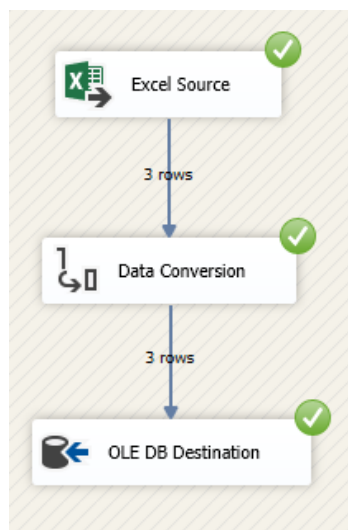 Excel Source
3 rows
Data Conversion
3 rows
OLE DB Destination